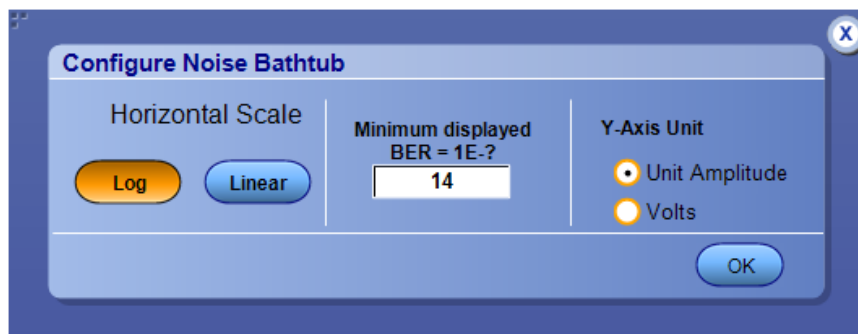 X
Configure Noise Bathtub
Horizontal Scale
Log
Linear
Minimum displayed
BER = 1E-?
14
Y-Axis Unit
Unit Amplitude
Volts
OK